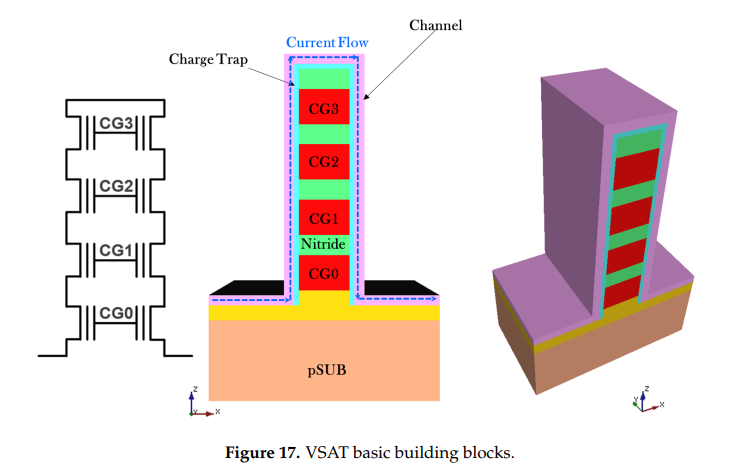 Channel
Current Flow
Charge Trap
CG3
CG2
CG1
CG0
CG3
CG2
CG1
Nitride
CG0
pSUB
Z
Y
X
Z
Y
X
Figure 17. VSAT basic building blocks.